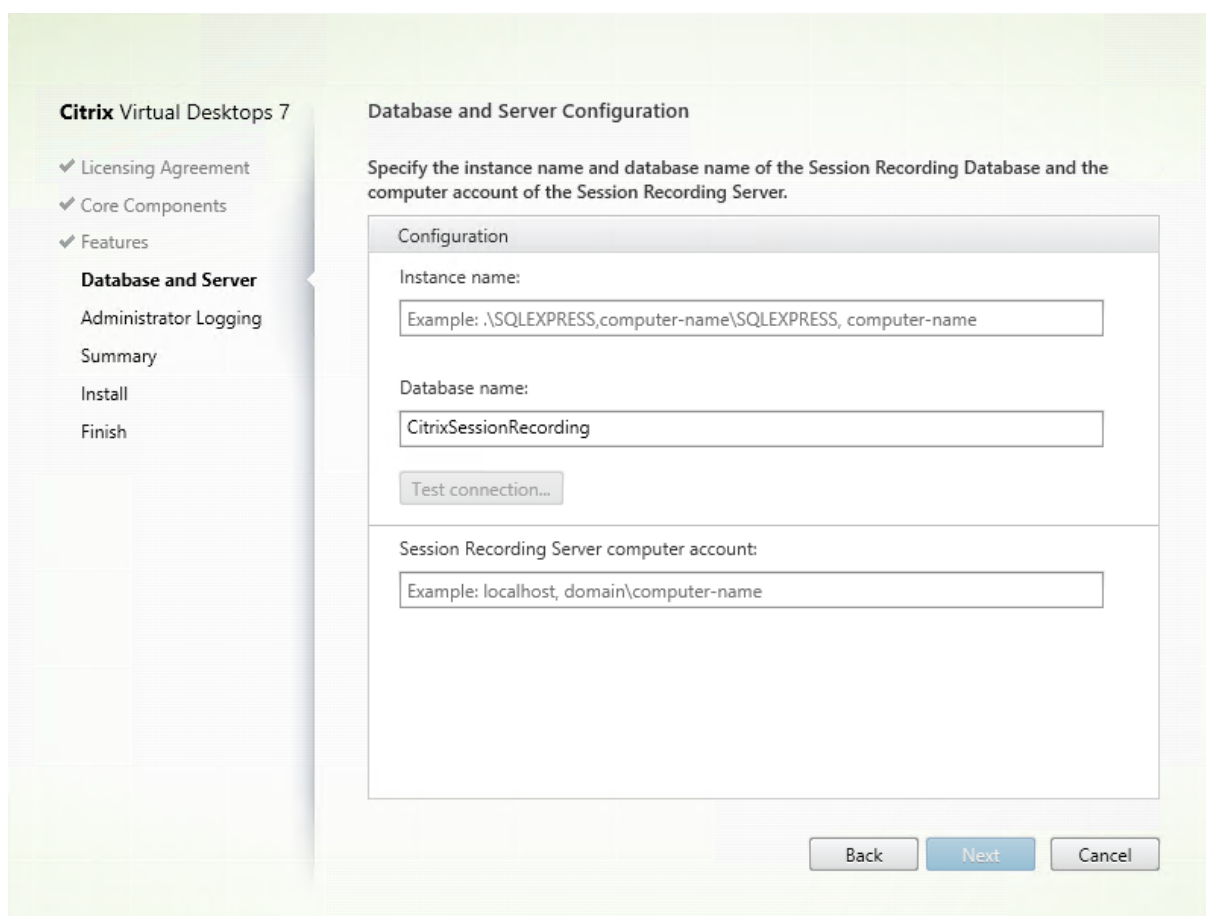 Citrix Virtual Desktops 7
✔ Licensing Agreement
✔ Core Components
✔ Features
Database and Server
Administrator Logging
Summary
Install
Finish
Database and Server Configuration
Specify the instance name and database name of the Session Recording Database and the
computer account of the Session Recording Server.
Configuration
Instance name:
Example: .\SQLEXPRESS,computer-name\SQLEXPRESS, computer-name
Database name:
CitrixSessionRecording
Test connection...
Session Recording Server computer account:
Example: localhost, domain\computer-name
Back
Next
Cancel